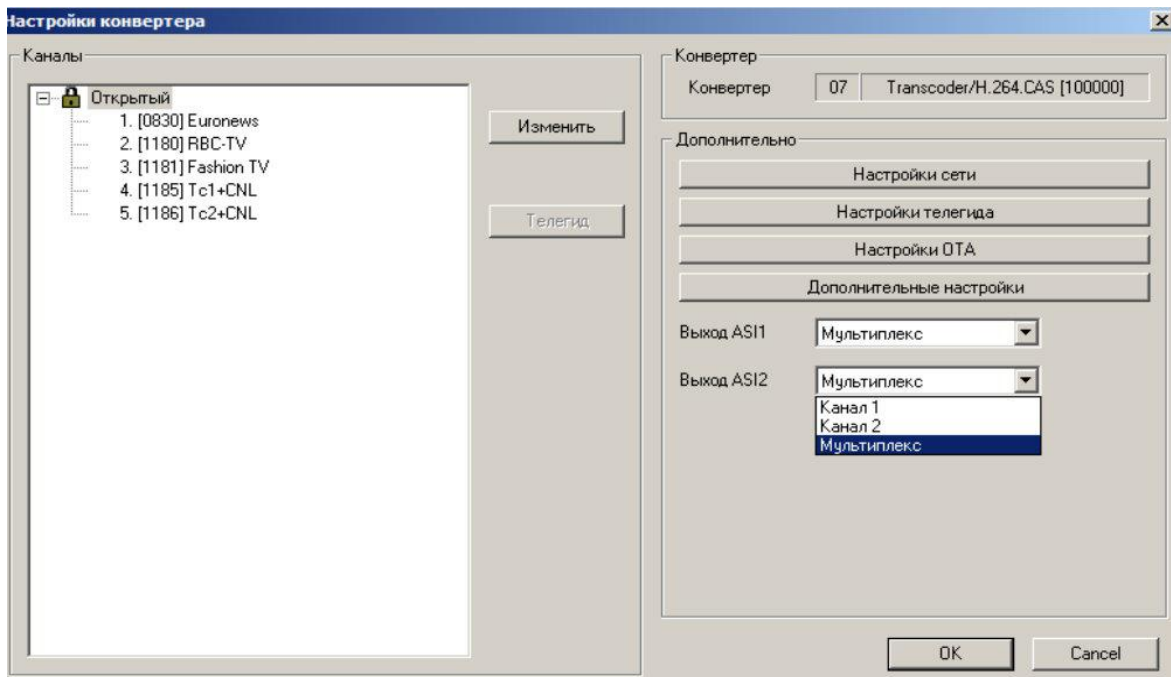 Настройки конвертера
Каналы
Открытый
1. [0830] Euronews
2. [1180] RBC-TV
3. [1181] Fashion TV
4. [1185] Tc1+CNL
5. [1186] Tc2+CNL
Изменить
Телегид
Конвертер
Конвертер 07 Transcoder/H.264.CAS [100000]
Дополнительно
Настройки сети
Настройки телегида
Настройки OTA
Дополнительные настройки
Выход ASI1 Мультиплекс
Выход ASI2 Мультиплекс
Канал 1
Канал 2
Мультиплекс
OK Cancel